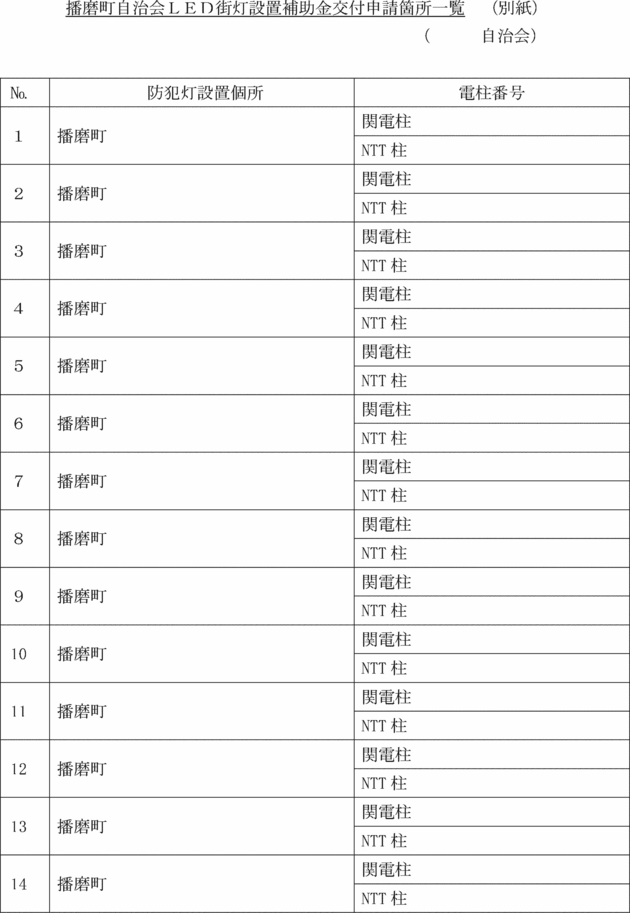 播磨町自治会ＬＥＤ街灯設置補助金交付申請箇所一覧　（別紙）
（　　　自治会）
№　防犯灯設置個所　電柱番号
1　播磨町　関電柱
NTT 柱
2　播磨町　関電柱
NTT 柱
3　播磨町　関電柱
NTT 柱
4　播磨町　関電柱
NTT 柱
5　播磨町　関電柱
NTT 柱
6　播磨町　関電柱
NTT 柱
7　播磨町　関電柱
NTT 柱
8　播磨町　関電柱
NTT 柱
9　播磨町　関電柱
NTT 柱
10　播磨町　関電柱
NTT 柱
11　播磨町　関電柱
NTT 柱
12　播磨町　関電柱
NTT 柱
13　播磨町　関電柱
NTT 柱
14　播磨町　関電柱
NTT 柱